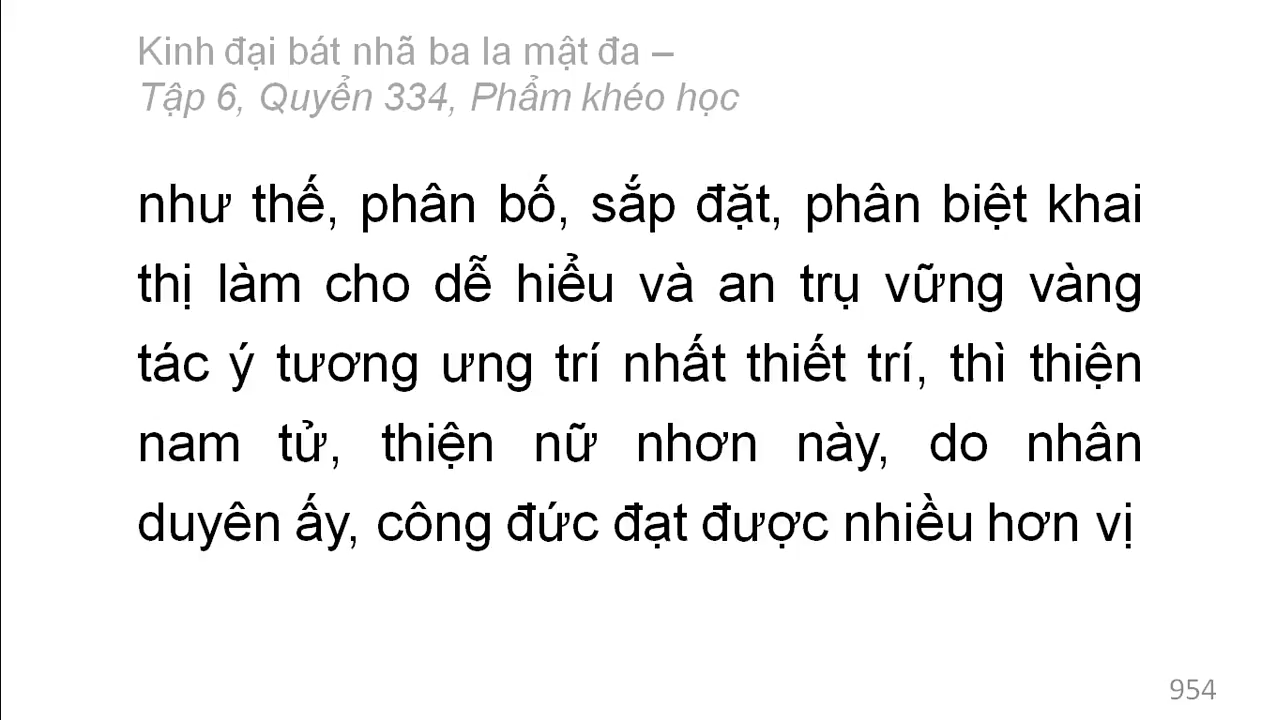 Kinh đại bát nhã ba la mật đa –
Tập 6, Quyển 334, Phẩm khéo học
như thế, phân bố, sắp đặt, phân biệt khai
thị làm cho dễ hiểu và an trụ vững vàng
tác ý tương ưng trí nhất thiết trí, thì thiện
nam tử, thiện nữ nhơn này, do nhân
duyên ấy, công đức đạt được nhiều hơn vị
954